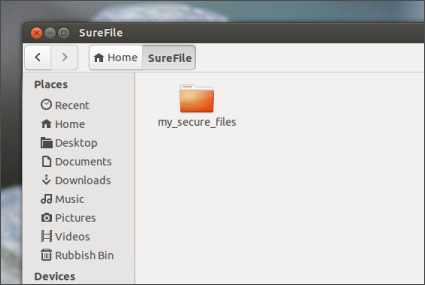 SureFile
Home SureFile
Places
Recent
Home
Desktop
Documents
Downloads
Music
Pictures
Videos
Rubbish Bin
Devices
my_secure_files